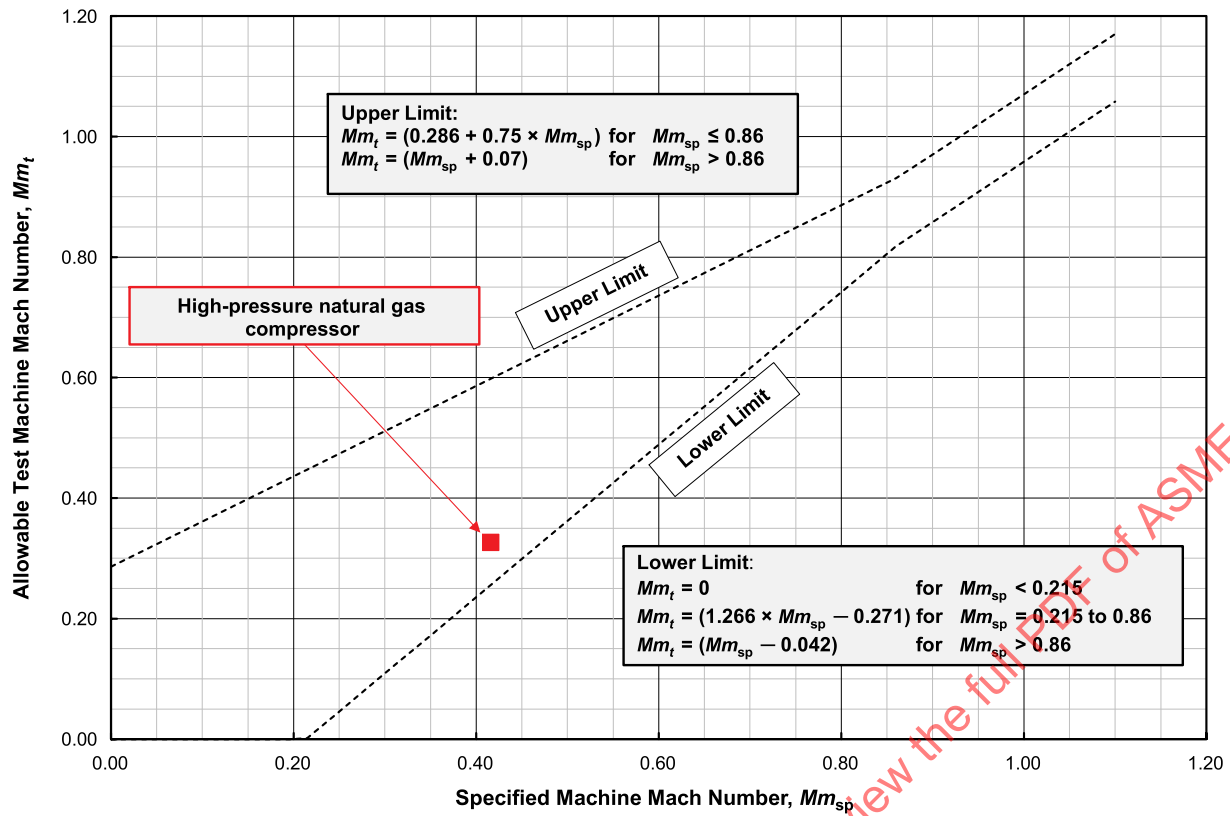 1.20
1.00
0.80
0.60
0.40
0.20
0.00
Allowable Test Machine Mach Number, Mmt
Upper Limit:
Mmt = (0.286 + 0.75 × Mmsp) for Mmsp ≤ 0.86
Mmt = (Mmsp + 0.07) for Mmsp > 0.86
Upper Limit
High-pressure natural gas
compressor
Lower Limit
Lower Limit:
Mmt = 0 for Mmsp < 0.215
Mmt = (1.266 × Mmsp − 0.271) for Mmsp = 0.215 to 0.86
Mmt = (Mmsp − 0.042) for Mmsp > 0.86
0.00 0.20 0.40 0.60 0.80 1.00 1.20
Specified Machine Mach Number, Mmsp
view the full PDF of ASME